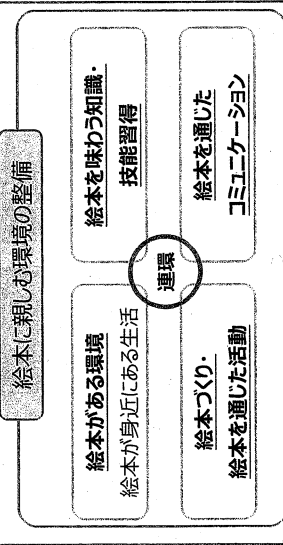 絵本に親しむ環境の整備
絵本がある環境
絵本が身近にある生活
絵本を味わう知識・
技能習得
連環
絵本づくり・
絵本を通じた活動
絵本を通じた
コミュニケーション